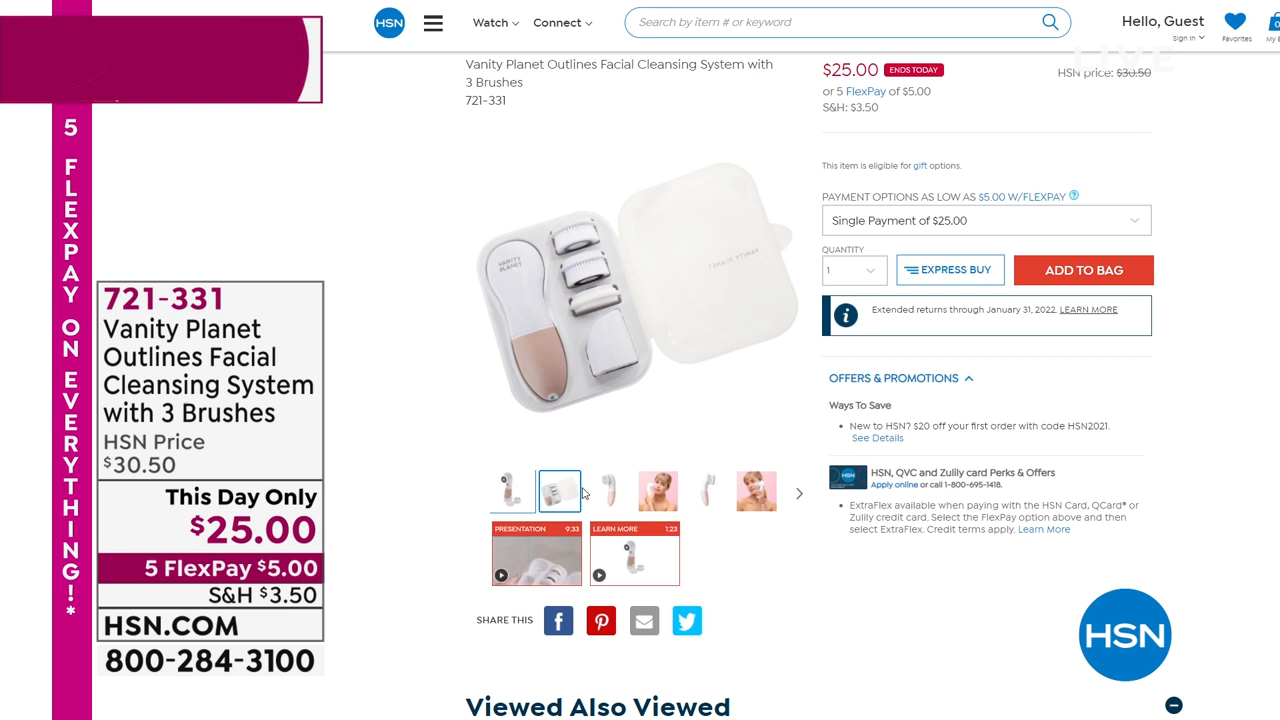 HSN
Watch
Connect
Search by item # or keyword
Hello, Guest
Sign In
Favorites
LIVE
Vanity Planet Outlines Facial Cleansing System with
3 Brushes
721-331
$25.00 ENDS TODAY
HSN price: $30.50
or 5 FlexPay of $5.00
S&H: $3.50
This item is eligible for gift options.
PAYMENT OPTIONS AS LOW AS $5.00 W/FLEXPAY ?
Single Payment of $25.00
QUANTITY
1
EXPRESS BUY
ADD TO BAG
i
Extended returns through January 31, 2022. LEARN MORE
OFFERS & PROMOTIONS
Ways To Save
• New to HSN? $20 off your first order with code HSN2021.
See Details
HSN, QVC and Zulily card Perks & Offers
Apply online or call 1-800-695-1418.
• ExtraFlex available when paying with the HSN Card, QCard® or
Zulily credit card. Select the FlexPay option above and then
select ExtraFlex. Credit terms apply. Learn More
VANITY
PLANET
VANITY PLANET
PRESENTATION 9:33
LEARN MORE 1:23
SHARE THIS
Viewed Also Viewed
HSN
5 FLEXPAY ON EVERYTHING!*
721-331
Vanity Planet
Outlines Facial
Cleansing System
with 3 Brushes
HSN Price
$30.50
This Day Only
$25.00
5 FlexPay $5.00
S&H $3.50
HSN.COM
800-284-3100